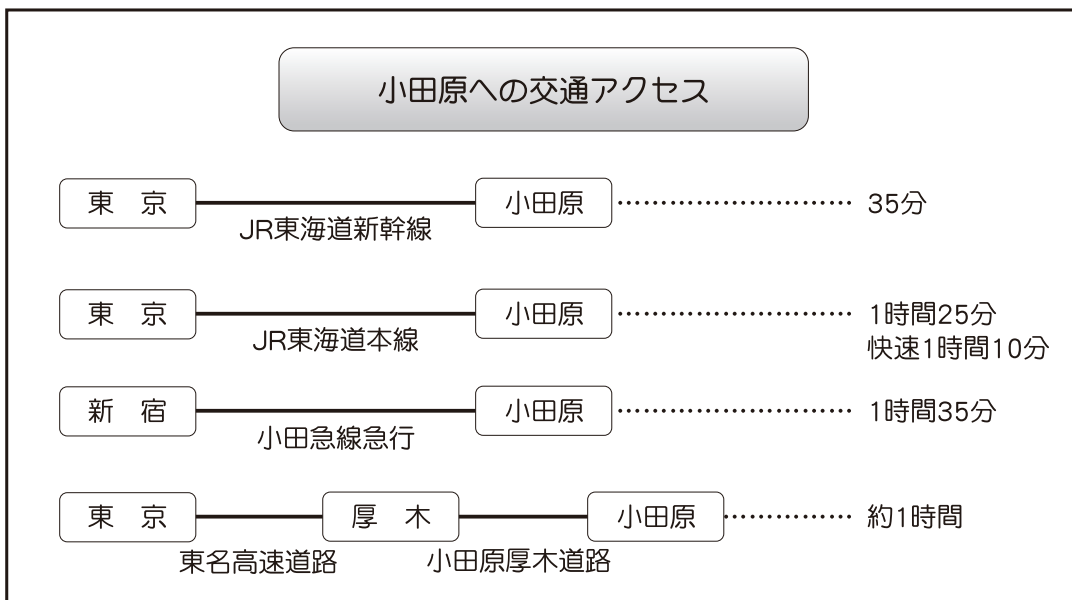 小田原への交通アクセス
東 京 小田原 ………………………… 35分
JR東海道新幹線
東 京 小田原 ………………………… 1時間25分
JR東海道本線 快速1時間10分
新 宿 小田原 ………………………… 1時間35分
小田急線急行
東 京 厚 木 小田原 …………… 約1時間
東名高速道路 小田原厚木道路